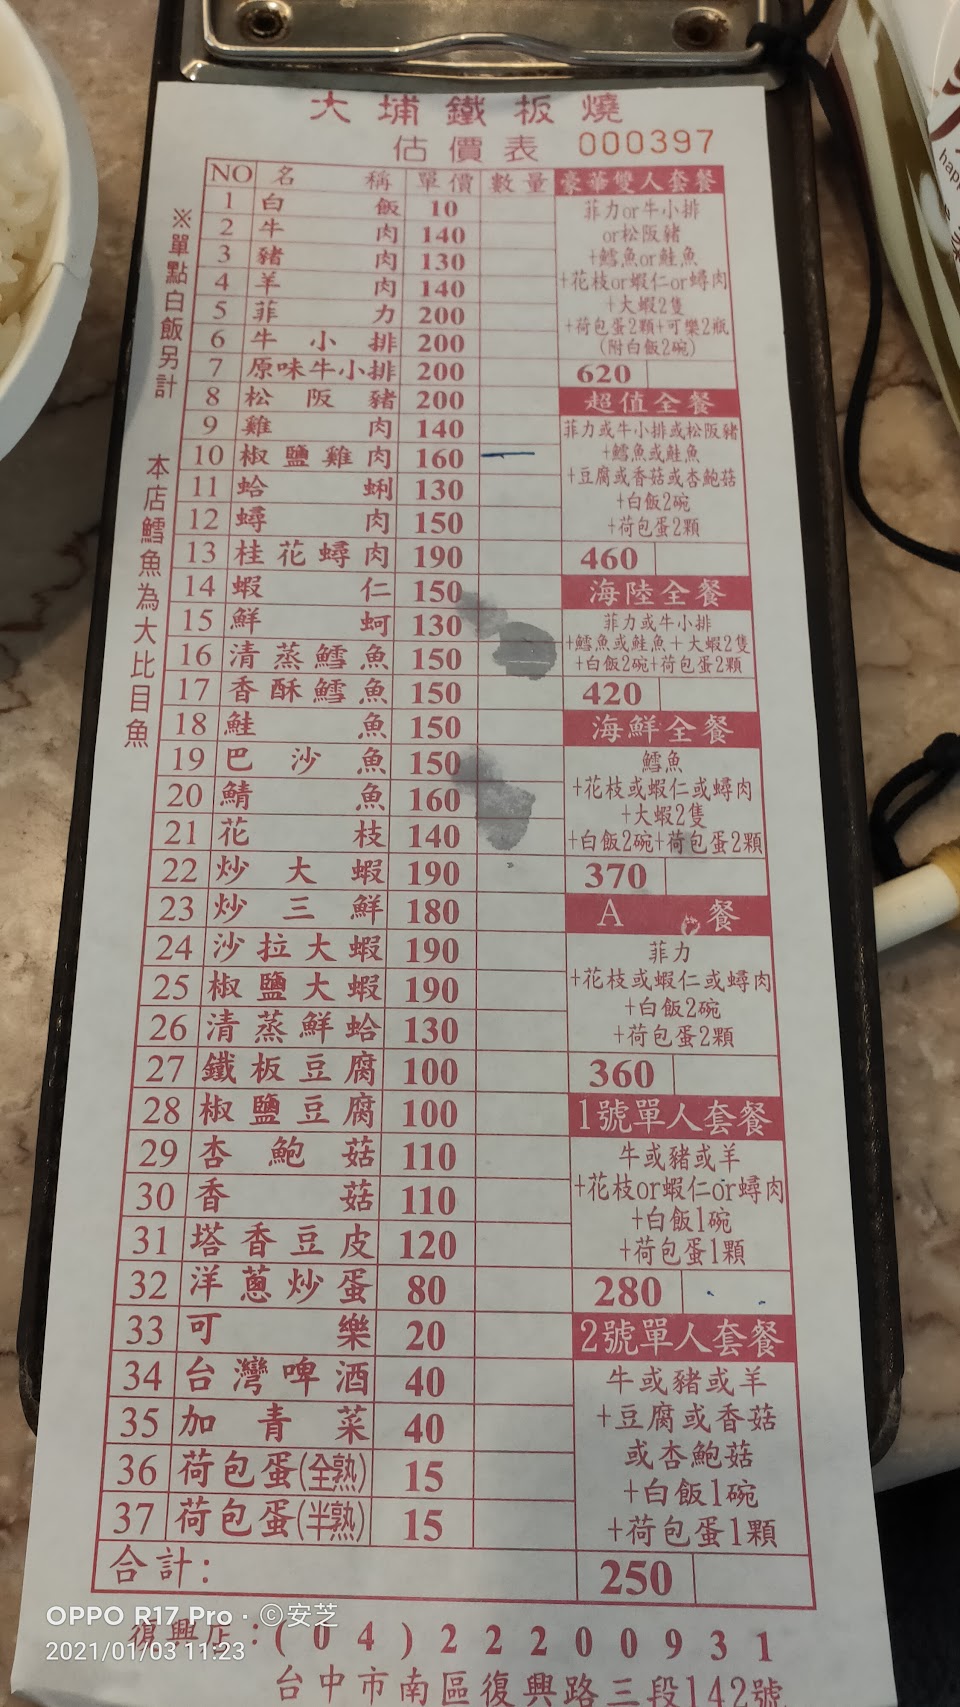 大埔鐵板燒
估價表 000397
NO 名稱 單價 數量
1 白飯 10
2 牛肉 140
3 豬肉 130
4 羊肉 140
5 菲力 200
6 牛小排 200
7 原味牛小排 200
8 松阪豬 200
9 雞肉 140
10 椒鹽雞肉 160
11 蛤蜊 130
12 蟳肉 150
13 桂花蟳肉 190
14 蝦仁 150
15 鮮蚵 130
16 清蒸鱈魚 150
17 香酥鱈魚 150
18 鮭魚 150
19 巴沙魚 150
20 鯖魚 160
21 花枝 140
22 炒大蝦 190
23 炒三鮮 180
24 沙拉大蝦 190
25 椒鹽大蝦 190
26 清蒸鮮蛤 130
27 鐵板豆腐 100
28 椒鹽豆腐 100
29 杏鮑菇 110
30 香菇 110
31 塔香豆皮 120
32 洋蔥炒蛋 80
33 可樂 20
34 台灣啤酒 40
35 加青菜 40
36 荷包蛋(全熟) 15
37 荷包蛋(半熟) 15
合計:
豪華雙人套餐
菲力or牛小排
or松阪豬
+鱈魚or鮭魚
+花枝or蝦仁or蟳肉
+大蝦2隻
+荷包蛋2顆+可樂2瓶
(附白飯2碗)
620
超值全餐
菲力或牛小排或松阪豬
+鱈魚或鮭魚
+豆腐或香菇或杏鮑菇
+白飯2碗
+荷包蛋2顆
460
海陸全餐
菲力或牛小排
+鱈魚或鮭魚+大蝦2隻
+白飯2碗+荷包蛋2顆
420
海鮮全餐
鱈魚
+花枝或蝦仁或蟳肉
+大蝦2隻
+白飯2碗+荷包蛋2顆
370
A 餐
菲力
+花枝或蝦仁或蟳肉
+白飯2碗
+荷包蛋2顆
360
1號單人套餐
牛或豬或羊
+花枝or蝦仁or蟳肉
+白飯1碗
+荷包蛋1顆
280
2號單人套餐
牛或豬或羊
+豆腐或香菇
或杏鮑菇
+白飯1碗
+荷包蛋1顆
250
※單點白飯另計
本店鱈魚為大比目魚
復興店:(04)22200931
台中市南區復興路三段142號
OPPO R17 Pro · ©安芝
2021/01/03 11:23